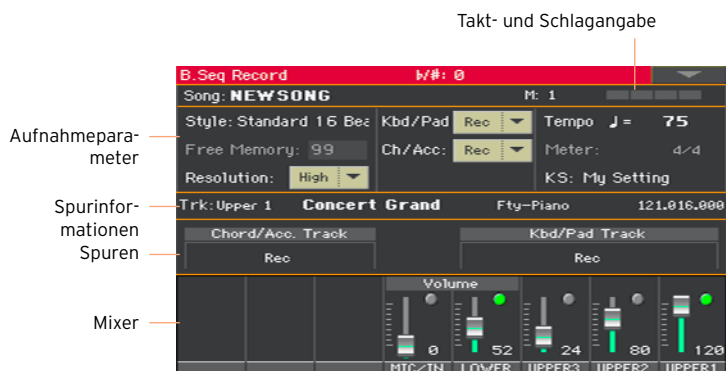 Takt- und Schlagangabe
B.Seq Record b/#: 0
Song: NEWSONG M: 1
Aufnahmepara-
meter
Style: Standard 16 Bea Kbd/Pad Rec Tempo ♩= 75
Free Memory: 99 Ch/Acc: Rec Meter: 4/4
Resolution: High KS: My Setting
Spurinfor-
mationen
Trk: Upper 1 Concert Grand Fty-Piano 121.016.000
Spuren
Chord/Acc. Track Kbd/Pad Track
Rec Rec
Mixer
Volume
0 52 24 80 120
MIC/IN LOWER UPPER3 UPPER2 UPPER1